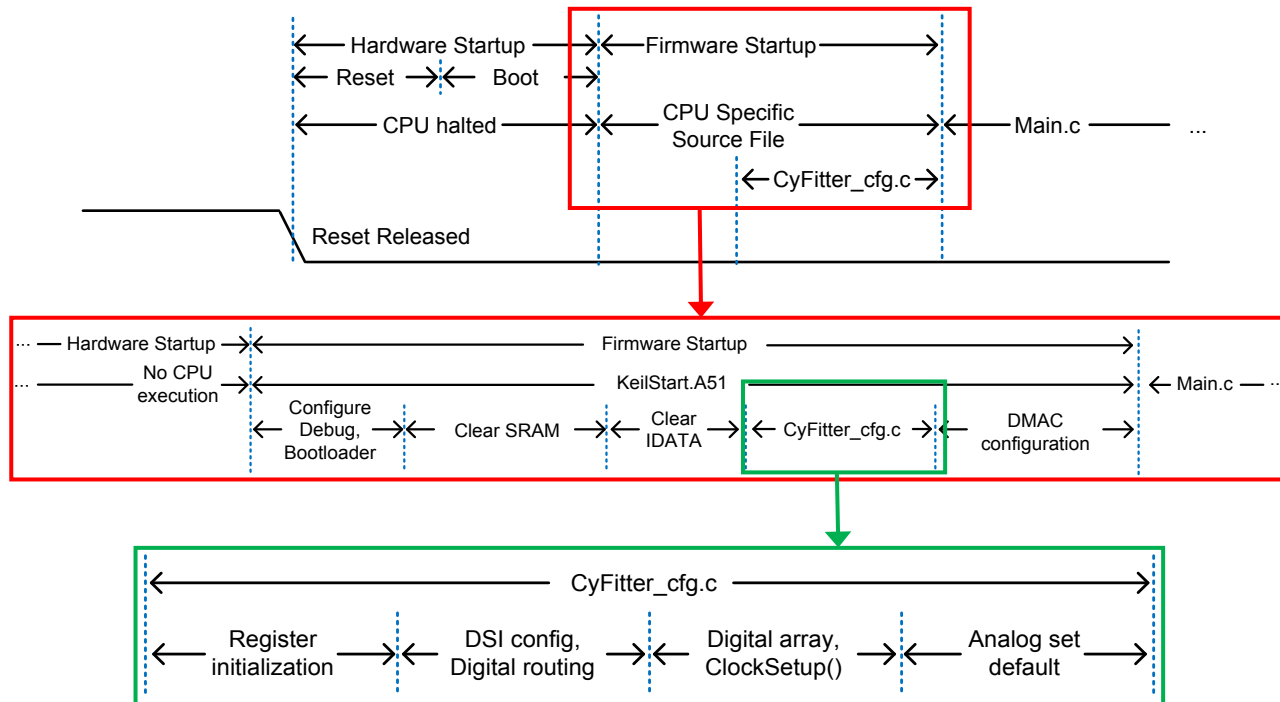 Hardware Startup
Firmware Startup
Reset
Boot
CPU halted
CPU Specific
Source File
Main.c
...
CyFitter_cfg.c
Reset Released
... Hardware Startup
Firmware Startup
... No CPU
execution
KeilStart.A51
Main.c ...
Configure
Debug,
Bootloader
Clear SRAM
Clear
IDATA
CyFitter_cfg.c
DMAC
configuration
CyFitter_cfg.c
Register
initialization
DSI config,
Digital routing
Digital array,
ClockSetup()
Analog set
default